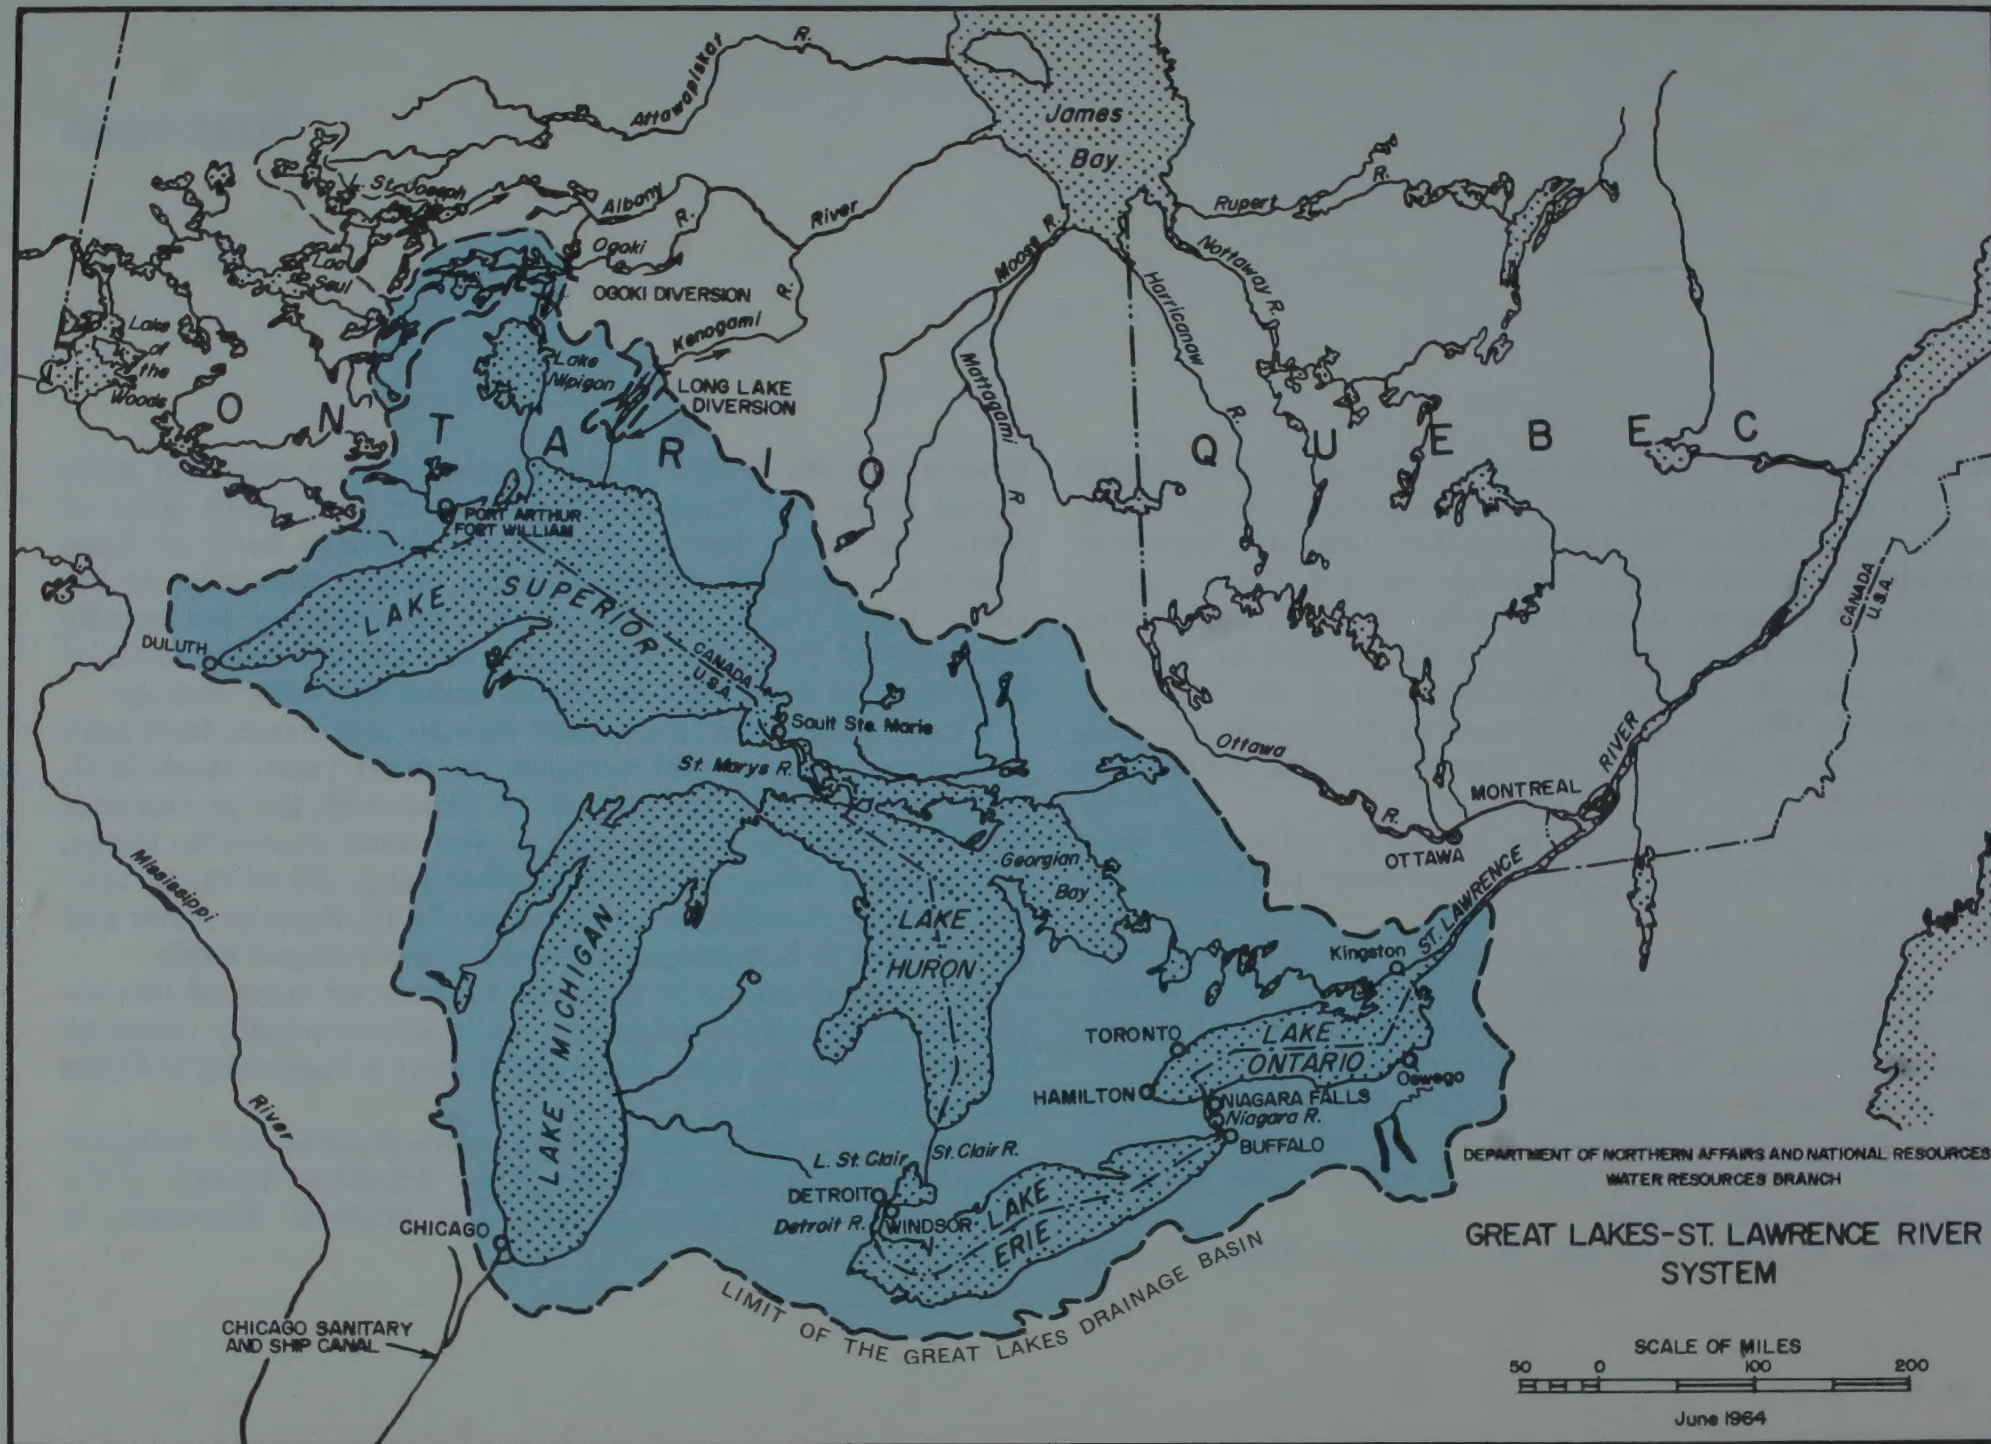 Attawapiskat R.
James
Bay
L. St. Joseph
Albany
River
R.
Ogoki
Rupert R.
Lac
Seul
OGOKI DIVERSION
Moose R.
Nottaway R.
Harricanaw
R.
Kenogami
R.
Lake
of
the
Woods
Lake
Nipigon
LONG LAKE
DIVERSION
Mattagami
R
ONTARIO
QUEBEC
PORT ARTHUR
FORT WILLIAM
LAKE SUPERIOR
CANADA
U.S.A.
CANADA
U.S.A.
DULUTH
Sault Ste. Marie
St. Marys R.
Ottawa
R.
MONTREAL
OTTAWA
ST. LAWRENCE
RIVER
Mississippi
River
Georgian
Bay
LAKE
HURON
LAKE MICHIGAN
Kingston
TORONTO
LAKE
ONTARIO
Oswego
HAMILTON
NIAGARA FALLS
Niagara R.
BUFFALO
L. St. Clair
St. Clair R.
DETROIT
Detroit R.
WINDSOR
LAKE
ERIE
CHICAGO
CHICAGO SANITARY
AND SHIP CANAL
LIMIT OF THE GREAT LAKES DRAINAGE BASIN
DEPARTMENT OF NORTHERN AFFAIRS AND NATIONAL RESOURCES
WATER RESOURCES BRANCH
GREAT LAKES-ST. LAWRENCE RIVER
SYSTEM
SCALE OF MILES
50 0 100 200
June 1964